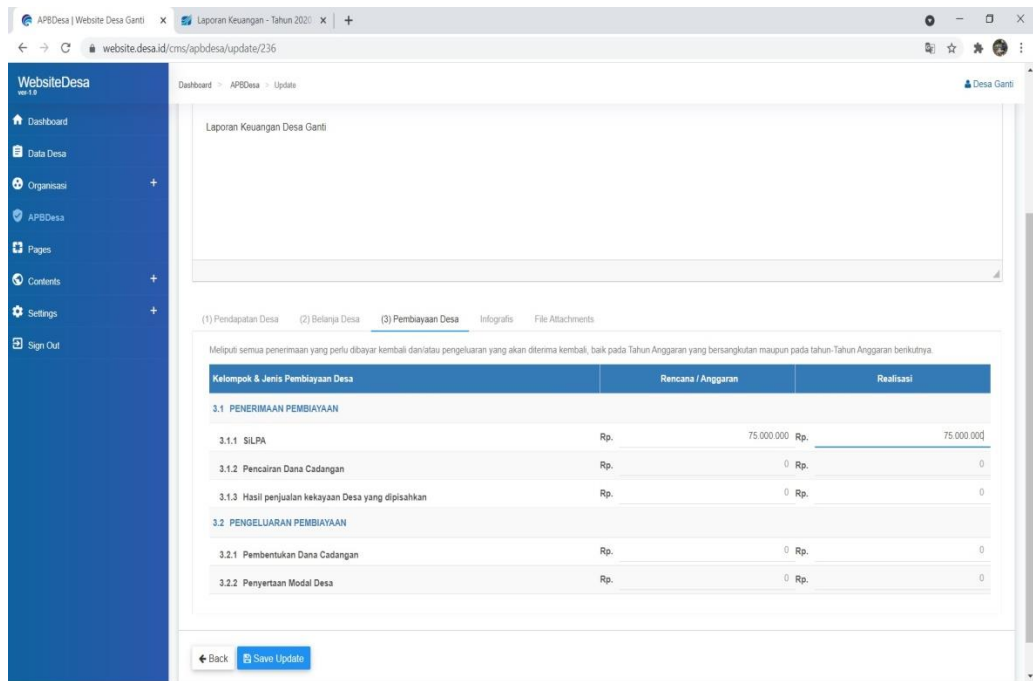 APBDesa | Website Desa Ganti
Laporan Keuangan - Tahun 2020
website.desa.id/cms/apbdesa/update/236
WebsiteDesa
ver-1.0
Dashboard > APBDesa > Update
Desa Ganti
Dashboard
Data Desa
Organisasi +
APBDesa
Pages
Contents +
Settings +
Sign Out
Laporan Keuangan Desa Ganti
(1) Pendapatan Desa (2) Belanja Desa (3) Pembiayaan Desa Infografis File Attachments
Meliputi semua penerimaan yang perlu dibayar kembali dan/atau pengeluaran yang akan diterima kembali, baik pada Tahun Anggaran yang bersangkutan maupun pada tahun-Tahun Anggaran berikutnya.
Kelompok & Jenis Pembiayaan Desa Rencana / Anggaran Realisasi
3.1 PENERIMAAN PEMBIAYAAN
3.1.1 SiLPA Rp. 75.000.000 Rp. 75.000.000
3.1.2 Pencairan Dana Cadangan Rp. 0 Rp. 0
3.1.3 Hasil penjualan kekayaan Desa yang dipisahkan Rp. 0 Rp. 0
3.2 PENGELUARAN PEMBIAYAAN
3.2.1 Pembentukan Dana Cadangan Rp. 0 Rp. 0
3.2.2 Penyertaan Modal Desa Rp. 0 Rp. 0
Back Save Update